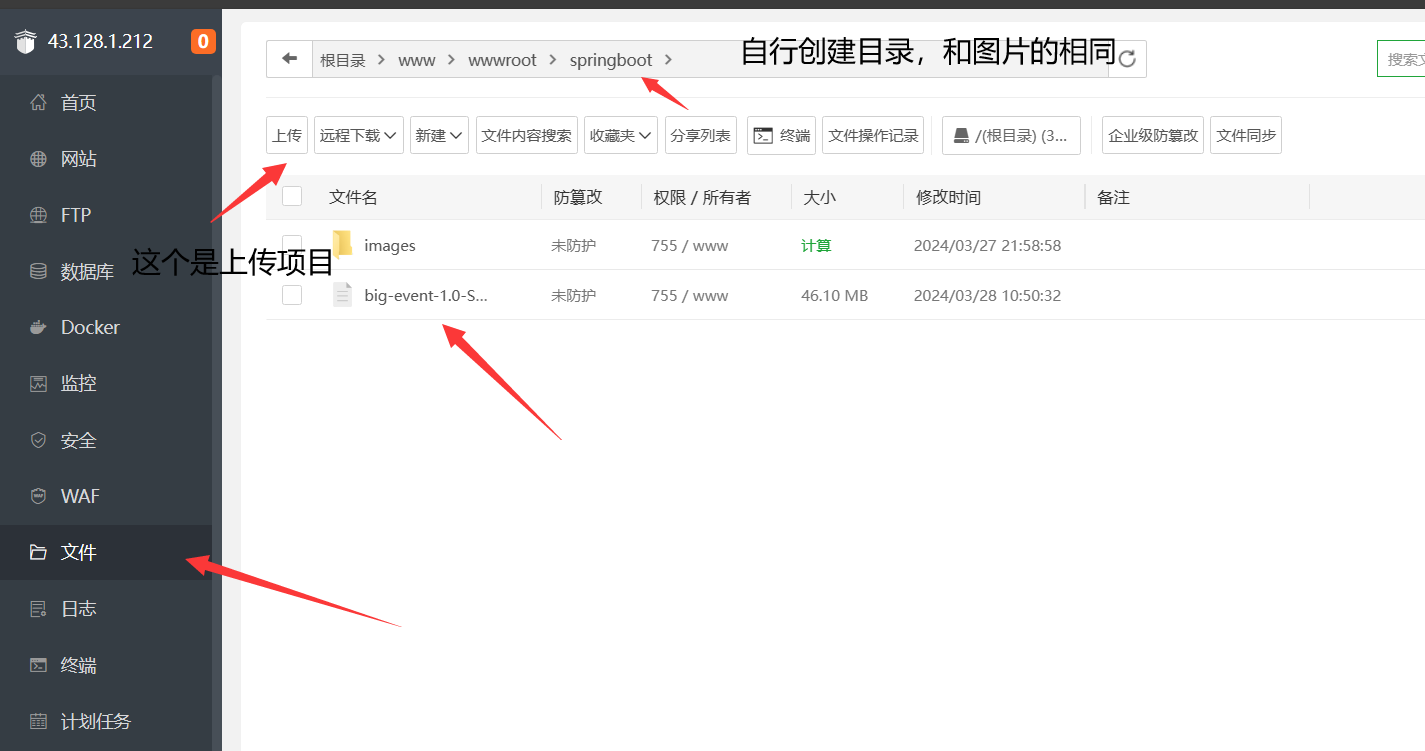 43.128.1.212 0
首页
网站
FTP
数据库
Docker
监控
安全
WAF
文件
日志
终端
计划任务
根目录 > www > wwwroot > springboot >
自行创建目录，和图片的相同
搜索文
上传 远程下载 新建 文件内容搜索 收藏夹 分享列表 终端 文件操作记录 /(根目录) (3... 企业级防篡改 文件同步
文件名 防篡改 权限 / 所有者 大小 修改时间 备注
images 未防护 755 / www 计算 2024/03/27 21:58:58
这个是上传项目
big-event-1.0-S... 未防护 755 / www 46.10 MB 2024/03/28 10:50:32